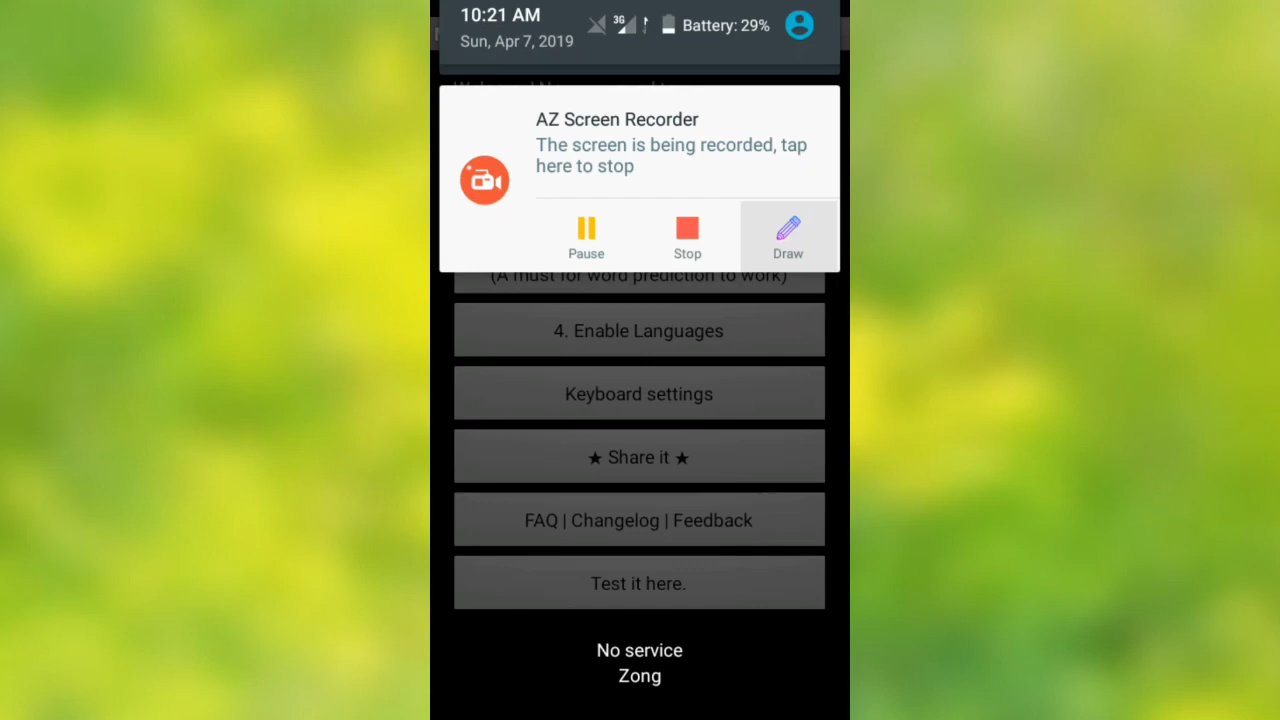 10:21 AM
3G
Battery: 29%
Sun, Apr 7, 2019
AZ Screen Recorder
The screen is being recorded, tap
here to stop
Pause
Stop
Draw
(A must for word prediction to work)
4. Enable Languages
Keyboard settings
★ Share it ★
FAQ | Changelog | Feedback
Test it here.
No service
Zong